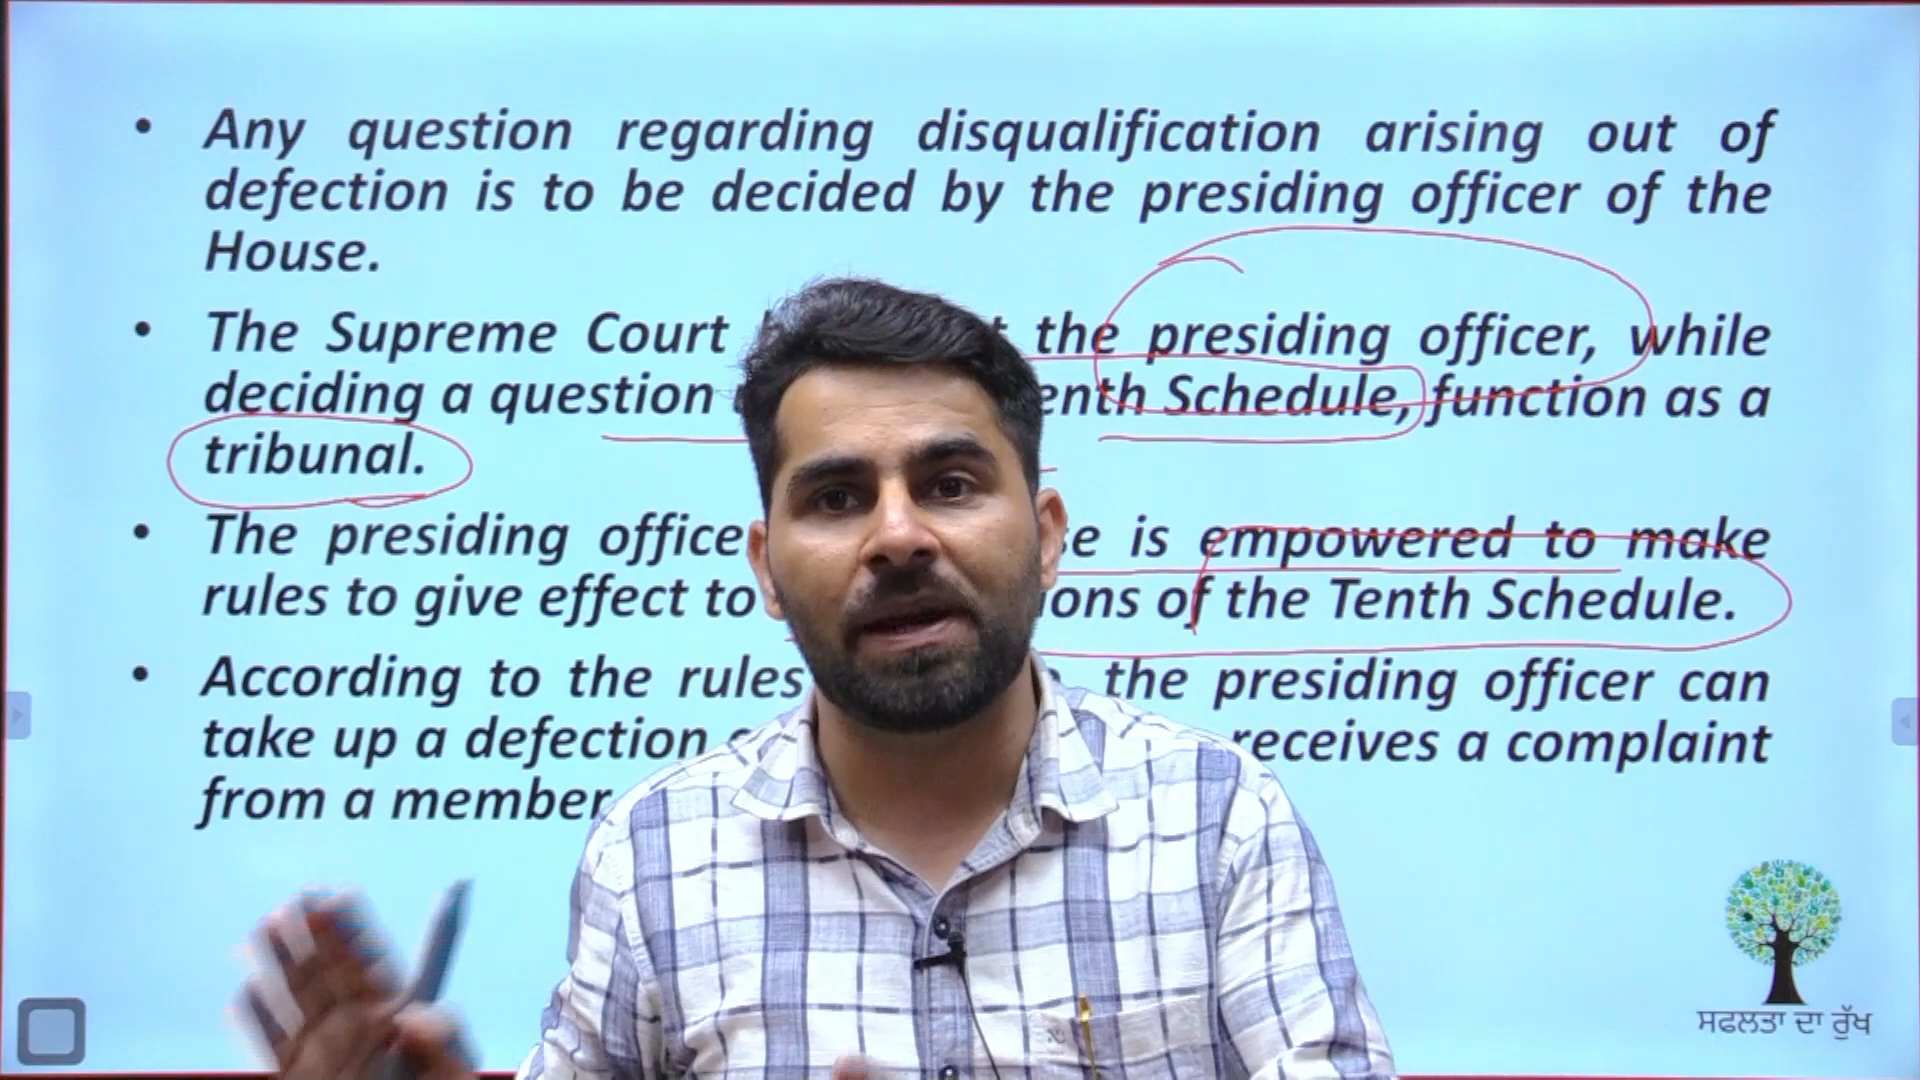 • Any question regarding disqualification arising out of
defection is to be decided by the presiding officer of the
House.
• The Supreme Court the presiding officer, while
deciding a question Schedule, function as a
tribunal.
• The presiding is empowered to make
rules to give effect to of the Tenth Schedule.
• According to the rules the presiding officer can
take up a defection receives a complaint
from a member
ਸਫਲਤਾ ਦਾ ਰੁੱਖ